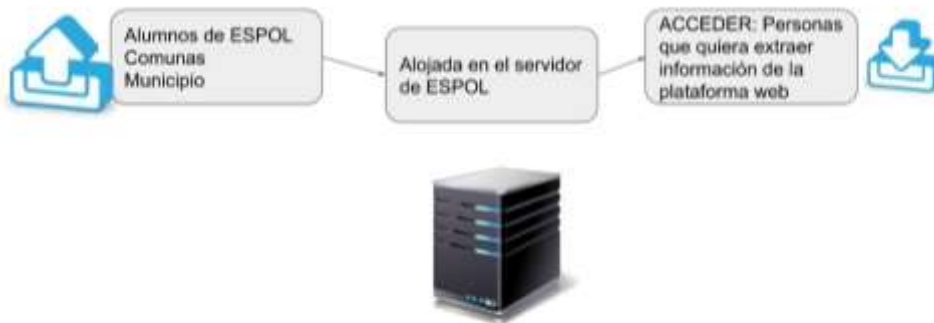 Alumnos de ESPOL
Comunas
Municipio
Alojada en el servidor
de ESPOL
ACCEDER: Personas
que quiera extraer
información de la
plataforma web